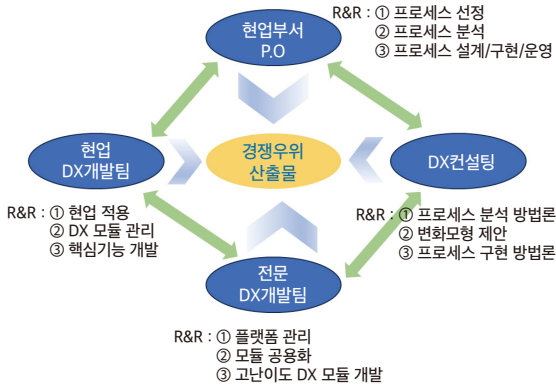 현업부서
P.O
R&R : ① 프로세스 선정
② 프로세스 분석
③ 프로세스 설계/구현/운영
현업
DX개발팀
경쟁우위
산출물
DX컨설팅
R&R : ① 현업 적용
② DX 모듈 관리
③ 핵심기능 개발
R&R : ① 프로세스 분석 방법론
② 변화모형 제안
③ 프로세스 구현 방법론
전문
DX개발팀
R&R : ① 플랫폼 관리
② 모듈 공용화
③ 고난이도 DX 모듈 개발